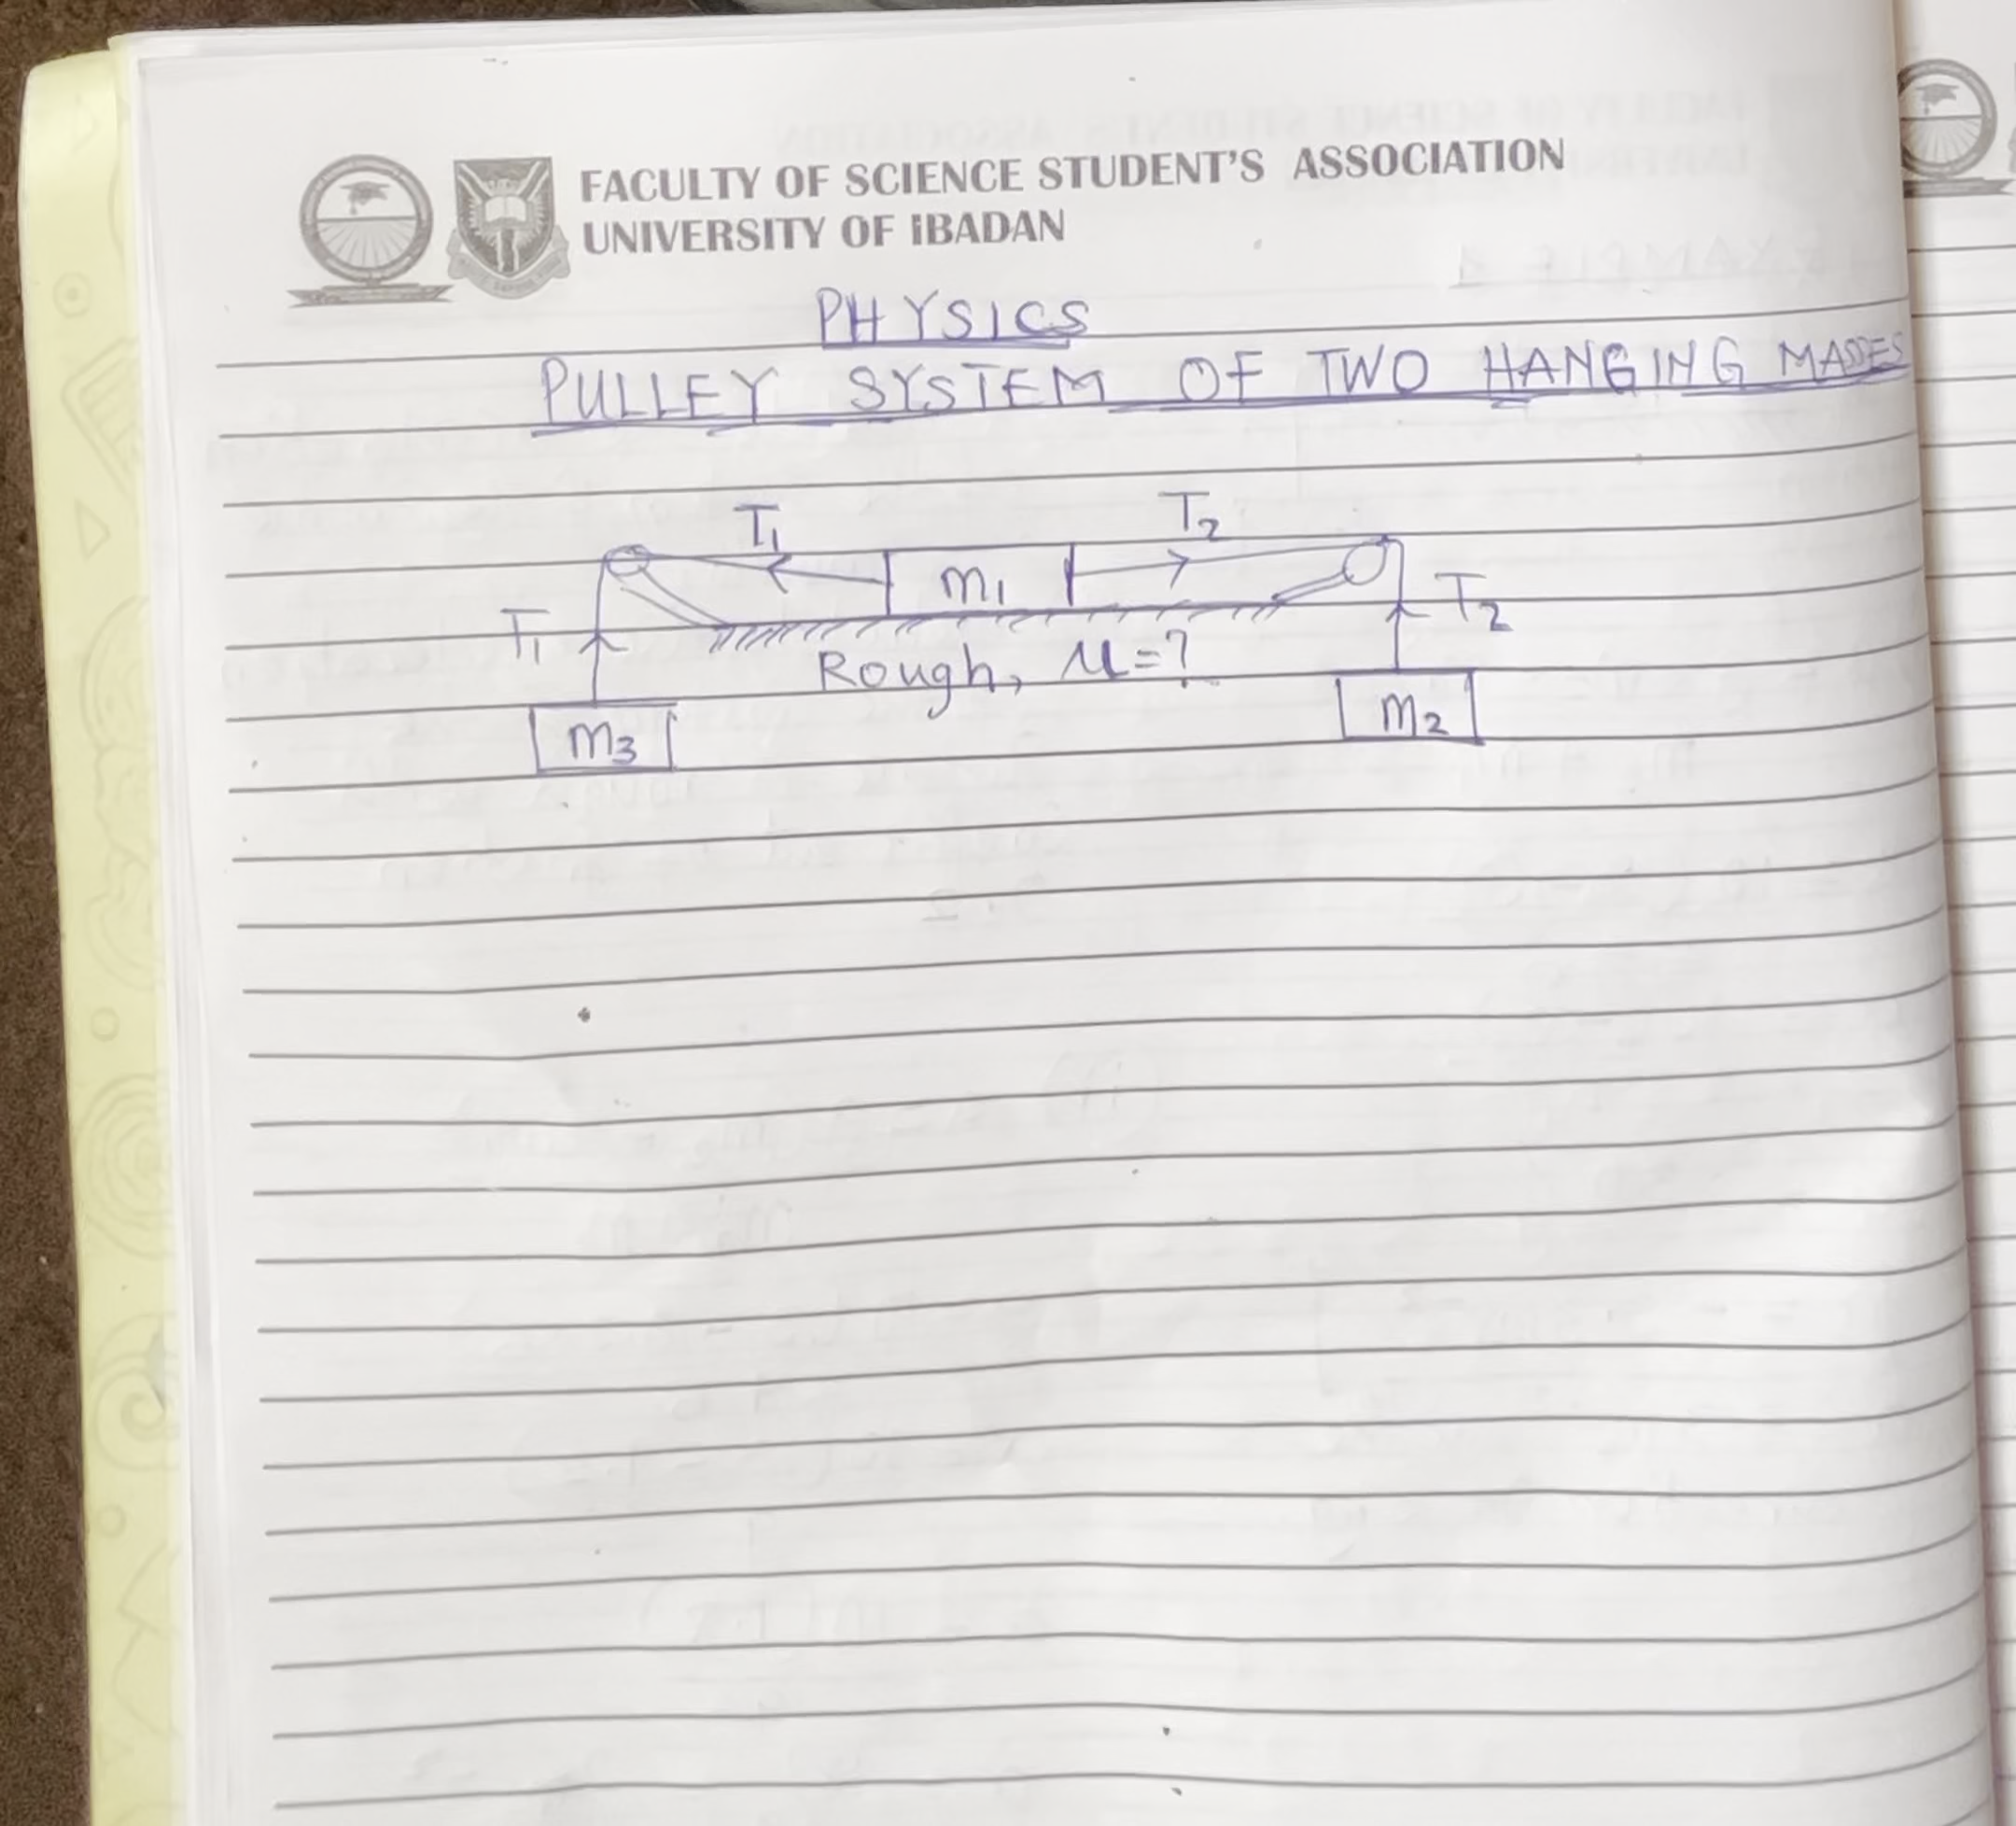 FACULTY OF SCIENCE STUDENT'S ASSOCIATION
UNIVERSITY OF IBADAN
PHYSICS
PULLEY SYSTEM OF TWO HANGING MASSES
T₁ T₂
m₁
T₁ T₂
Rough, μ=?
m₃ m₂